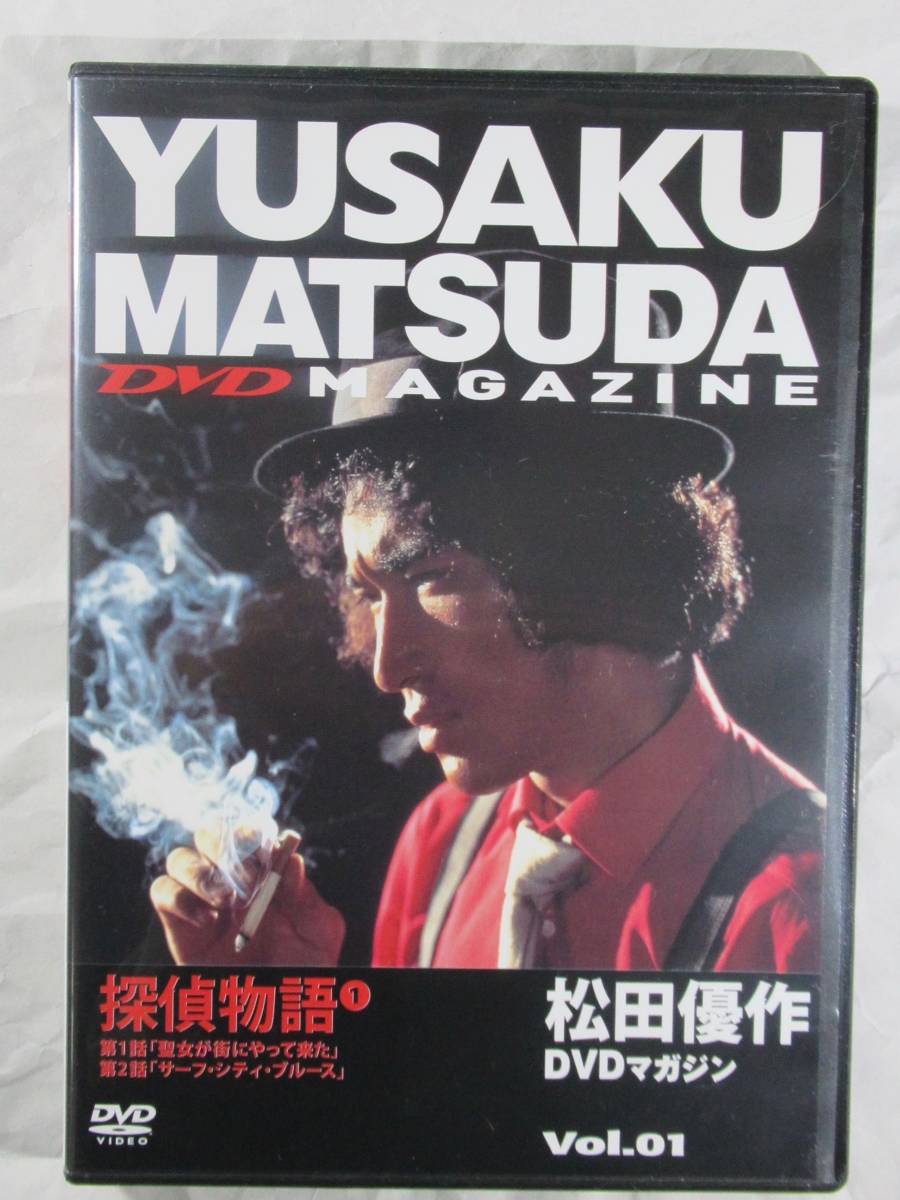 YUSAKU
MATSUDA
DVD MAGAZINE
探偵物語❶
第1話「聖女が街にやって来た」
第2話「サーフ・シティ・ブルース」
松田優作
DVDマガジン
DVD
VIDEO
Vol.01